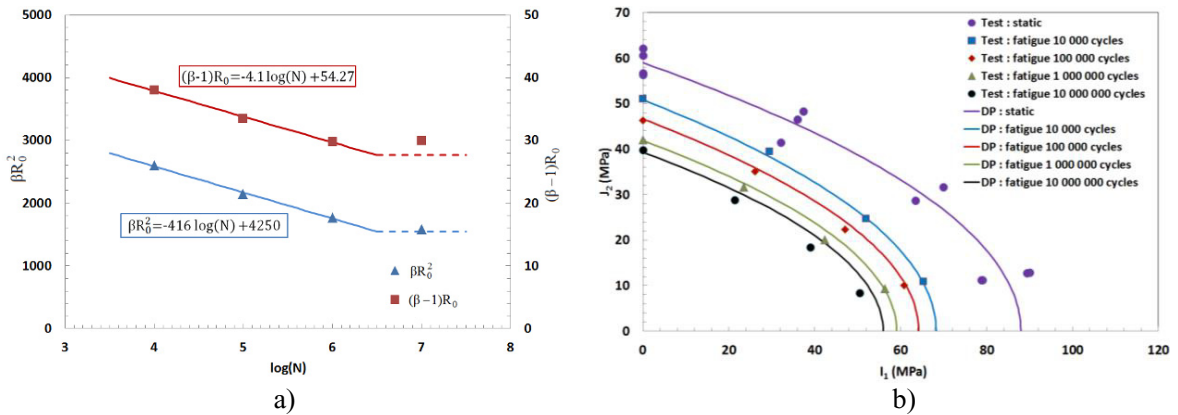 5000
4000
3000
2000
1000
0
βR₀²
(β-1)R₀=-4.1log(N)+54.27
βR₀²=-416 log(N)+4250
βR₀²
(β-1)R₀
50
40
30
20
10
0
(β-1)R₀
3 4 5 6 7 8
log(N)
a)
70
60
50
40
30
20
10
0
J₂ (MPa)
Test : static
Test : fatigue 10 000 cycles
Test : fatigue 100 000 cycles
Test : fatigue 1 000 000 cycles
Test : fatigue 10 000 000 cycles
DP : static
DP : fatigue 10 000 cycles
DP : fatigue 100 000 cycles
DP : fatigue 1 000 000 cycles
DP : fatigue 10 000 000 cycles
0 20 40 60 80 100 120
I₁ (MPa)
b)